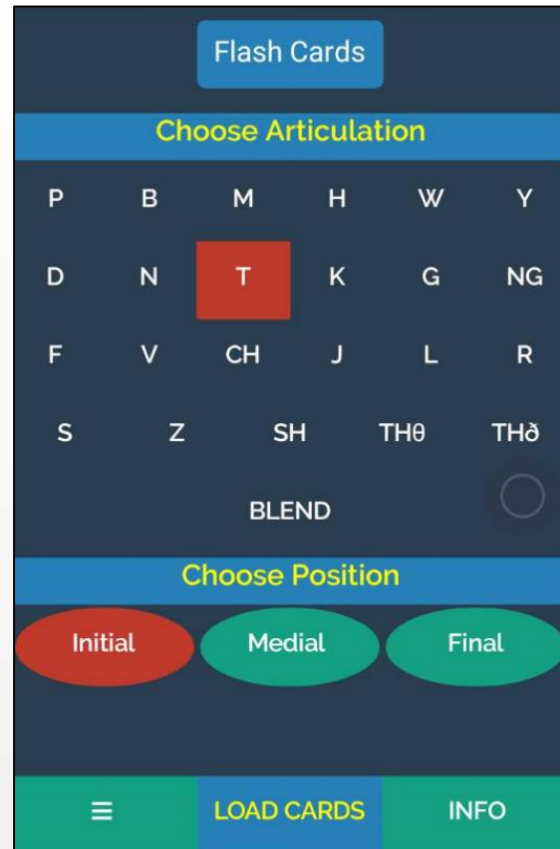 Flash Cards
Choose Articulation
P B M H W Y
D N T K G NG
F V CH J L R
S Z SH THθ THð
BLEND
Choose Position
Initial Medial Final
≡ LOAD CARDS INFO